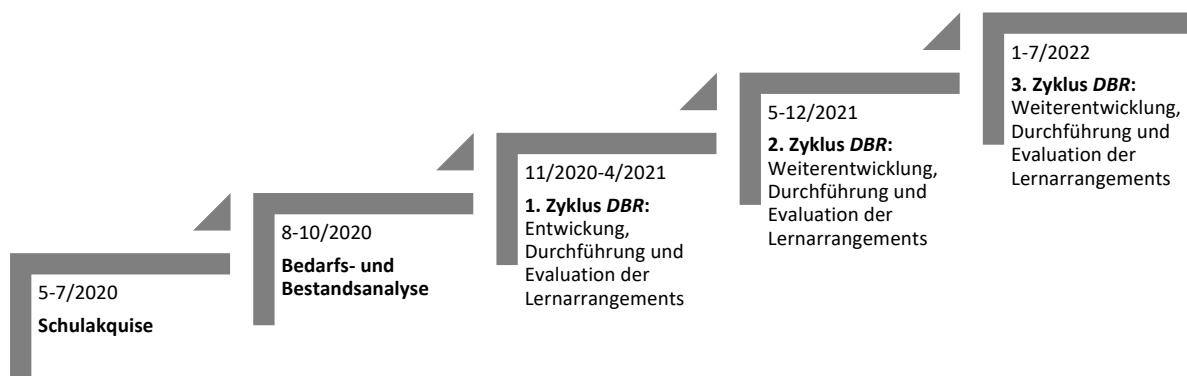 5-7/2020
Schulakquise
8-10/2020
Bedarfs- und
Bestandsanalyse
11/2020-4/2021
1. Zyklus DBR:
Entwickung,
Durchführung und
Evaluation der
Lernarrangements
5-12/2021
2. Zyklus DBR:
Weiterentwicklung,
Durchführung und
Evaluation der
Lernarrangements
1-7/2022
3. Zyklus DBR:
Weiterentwicklung,
Durchführung und
Evaluation der
Lernarrangements